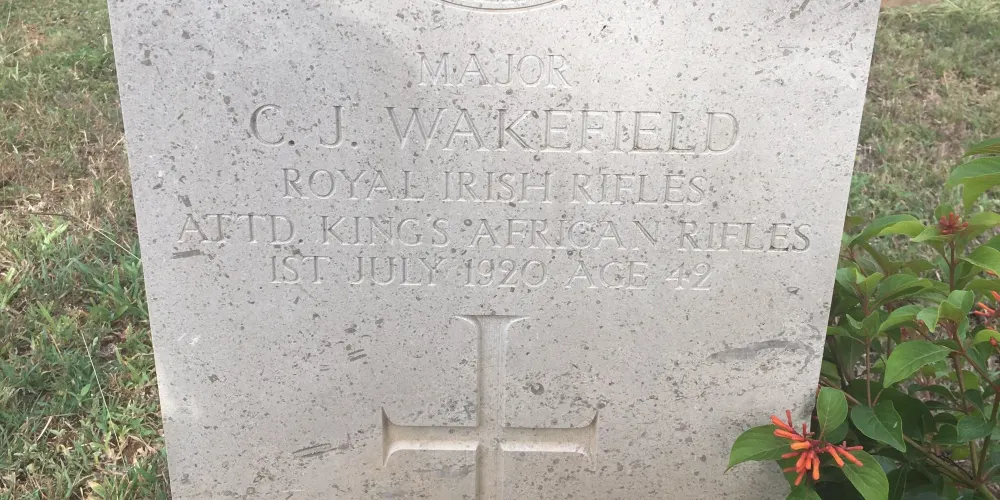 MAJOR
C. J. WAKEFIELD
ROYAL IRISH RIFLES
ATTD KING'S AFRICAN RIFLES
1ST JULY 1920 AGE 42